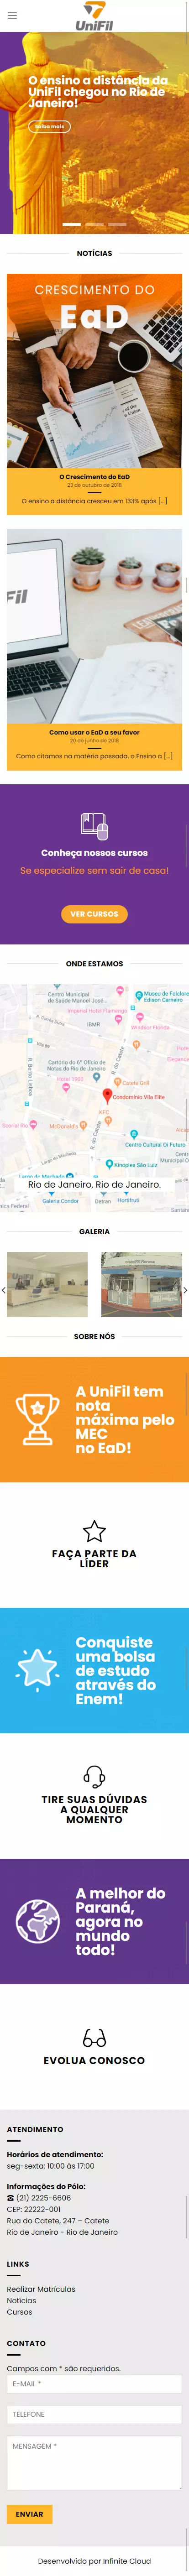 UniFil
O ensino a distância da
UniFil chegou no Rio de
Janeiro!
Saiba mais
NOTÍCIAS
CRESCIMENTO DO
EaD
O Crescimento do EaD
23 de outubro de 2018
O ensino a distância cresceu em 133% após [...]
Fil
Como usar o EaD a seu favor
20 de junho de 2018
Como citamos na matéria passada, o Ensino a [...]
Conheça nossos cursos
Se especialize sem sair de casa!
VER CURSOS
ONDE ESTAMOS
Museu de Folclore
Edison Carneiro
Centro Municipal
de Saúde Manoel José
Imperial Hotel Flamengo
Windsor Florida
IBMR
R. Bento Lisboa
Cartório do 6º Ofício
de Notas do Rio de Janeiro
Hotel 1900
R. do Catete
Catete Grill
Condomínio Vila Elite
KFC
McDonald's
Centro Cultural Oi Futuro
Kinoplex São Luiz
Largo do Machado
Rio de Janeiro, Rio de Janeiro.
Galeria Condor
Detran
Hortifruti
GALERIA
SOBRE NÓS
A UniFil tem
nota
máxima pelo
MEC
no EaD!
FAÇA PARTE DA
LÍDER
Conquiste
uma bolsa
de estudo
através do
Enem!
TIRE SUAS DÚVIDAS
A QUALQUER
MOMENTO
A melhor do
Paraná,
agora no
mundo
todo!
EVOLUA CONOSCO
ATENDIMENTO
Horários de atendimento:
seg-sexta: 10:00 às 17:00
Informações do Pólo:
☎ (21) 2225-6606
CEP: 22222-001
Rua do Catete, 247 – Catete
Rio de Janeiro - Rio de Janeiro
LINKS
Realizar Matrículas
Notícias
Cursos
CONTATO
Campos com * são requeridos.
E-MAIL *
TELEFONE
MENSAGEM *
ENVIAR
Desenvolvido por Infinite Cloud